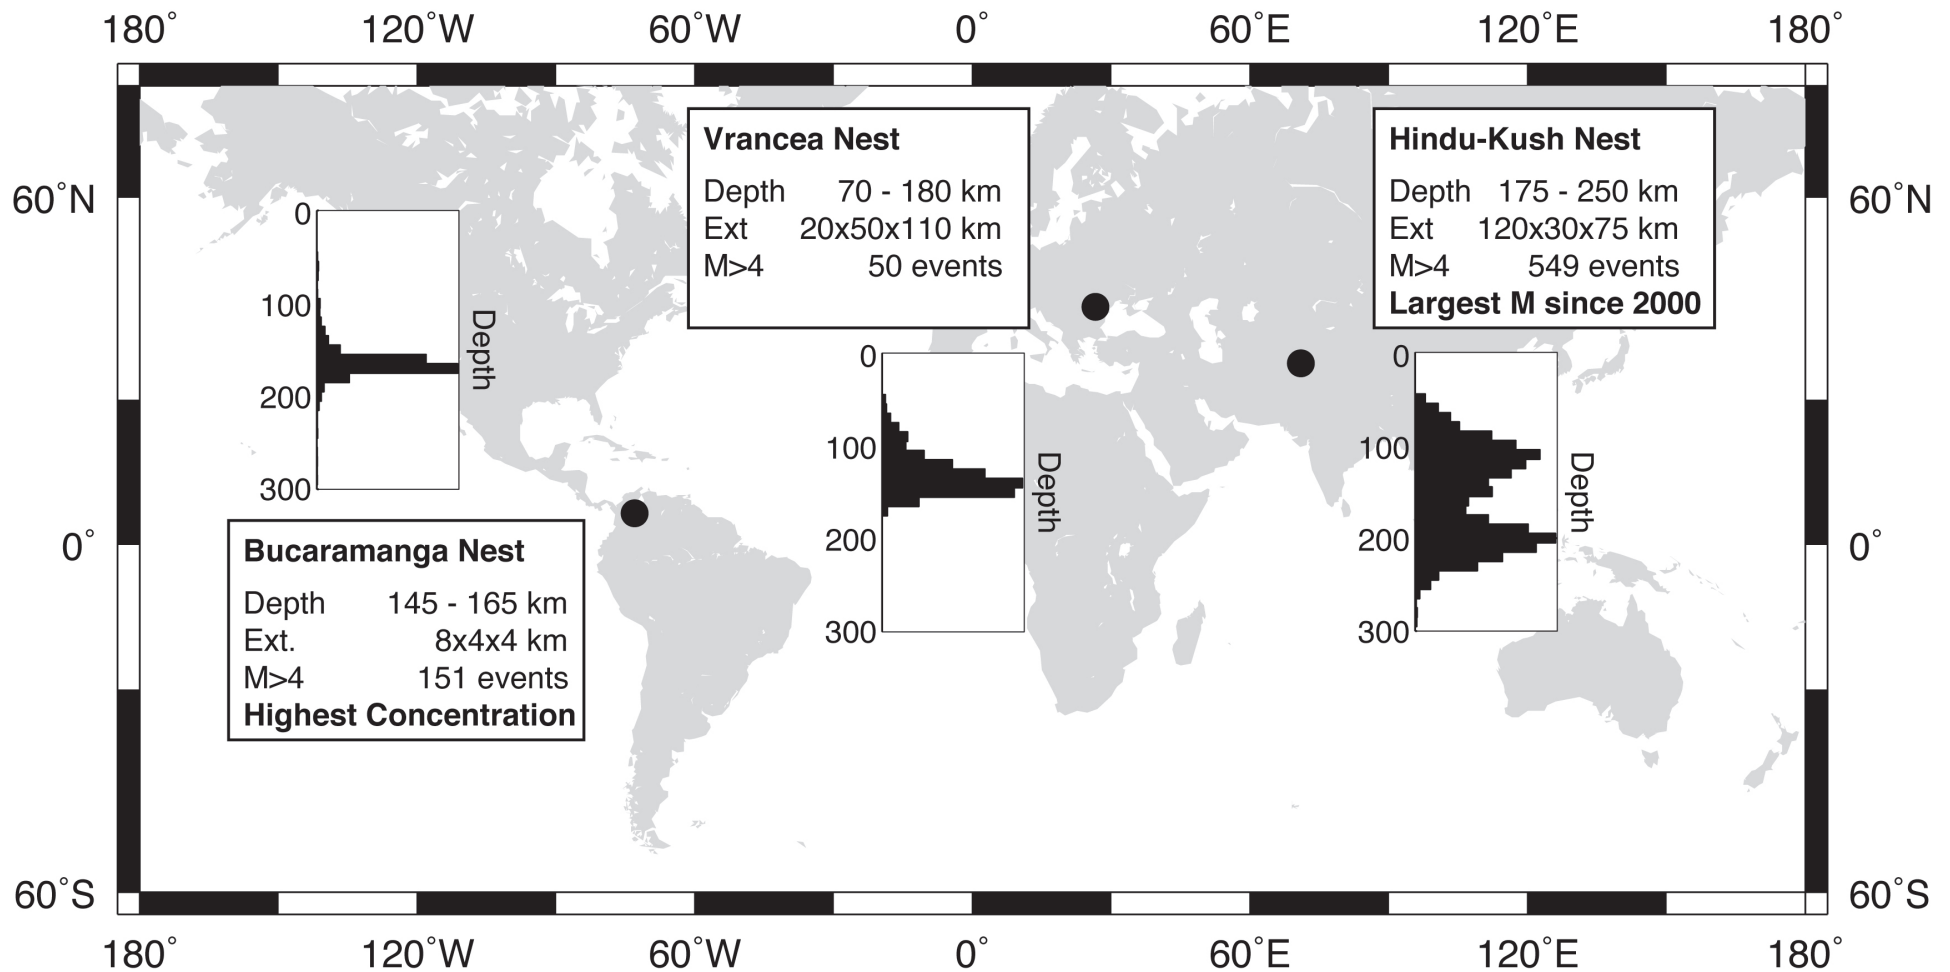 180° 120°W 60°W 0° 60°E 120°E 180°
60°N
60°N
Vrancea Nest
Depth 70 - 180 km
Ext 20x50x110 km
M>4 50 events
Hindu-Kush Nest
Depth 175 - 250 km
Ext 120x30x75 km
M>4 549 events
Largest M since 2000
0
100
200
300
Depth
0
100
200
300
Depth
0
100
200
300
Depth
0°
0°
Bucaramanga Nest
Depth 145 - 165 km
Ext. 8x4x4 km
M>4 151 events
Highest Concentration
60°S
60°S
180° 120°W 60°W 0° 60°E 120°E 180°